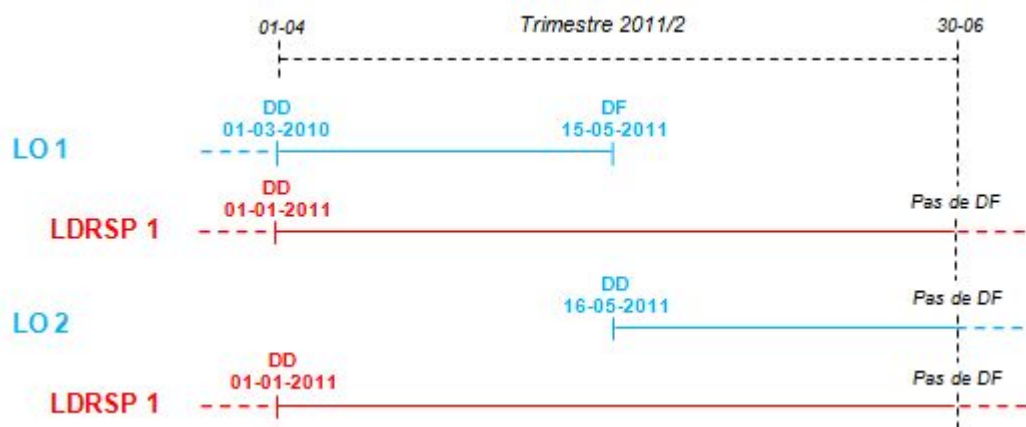 01-04 Trimestre 2011/2 30-06
DD DF
01-03-2010 15-05-2011
LO 1
DD
01-01-2011 Pas de DF
LDRSP 1
DD
16-05-2011 Pas de DF
LO 2
DD
01-01-2011 Pas de DF
LDRSP 1